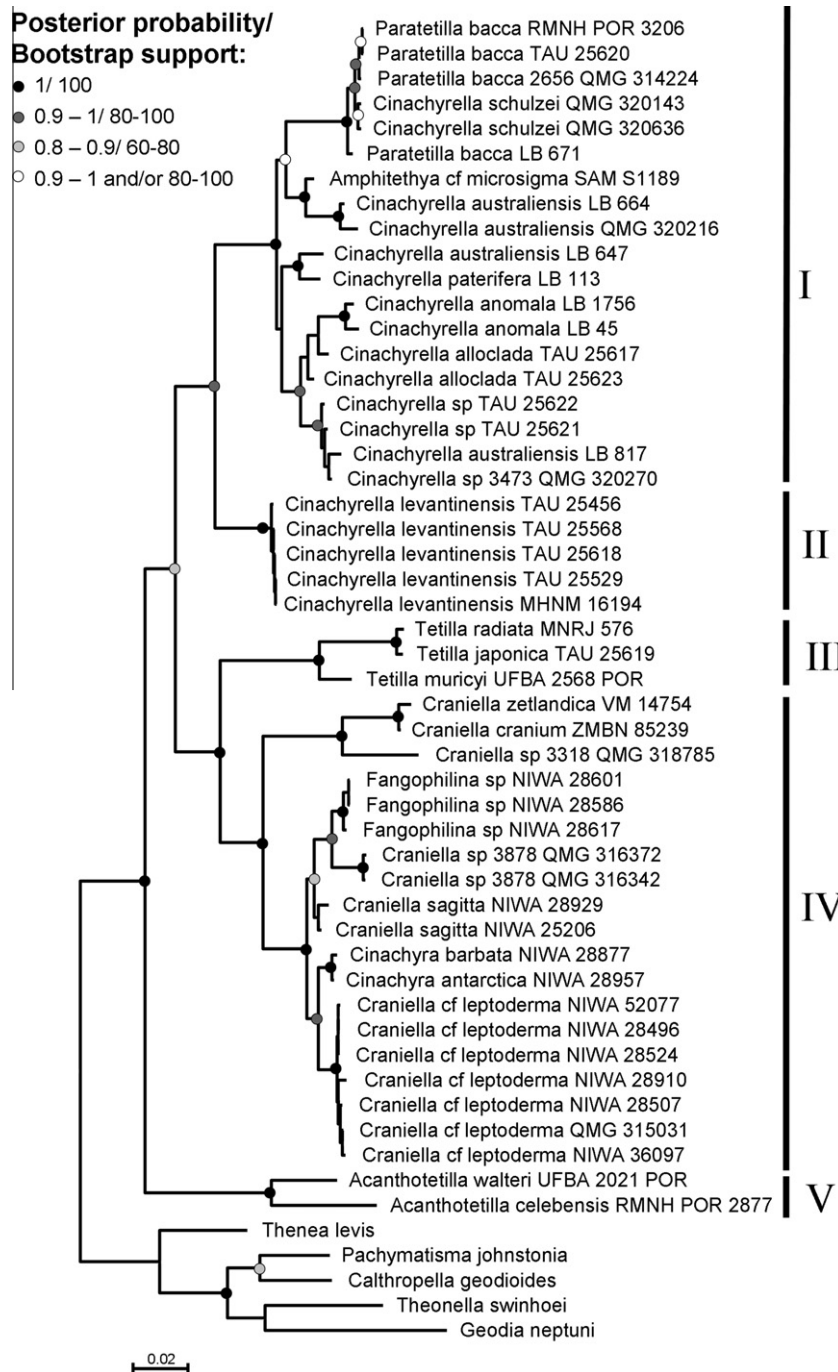 Posterior probability/
Bootstrap support:
1/ 100
0.9 – 1/ 80-100
0.8 – 0.9/ 60-80
0.9 – 1 and/or 80-100
Paratetilla bacca RMNH POR 3206
Paratetilla bacca TAU 25620
Paratetilla bacca 2656 QMG 314224
Cinachyrella schulzei QMG 320143
Cinachyrella schulzei QMG 320636
Paratetilla bacca LB 671
Amphitethya cf microsigma SAM S1189
Cinachyrella australiensis LB 664
Cinachyrella australiensis QMG 320216
Cinachyrella australiensis LB 647
Cinachyrella paterifera LB 113
Cinachyrella anomala LB 1756
Cinachyrella anomala LB 45
Cinachyrella alloclada TAU 25617
Cinachyrella alloclada TAU 25623
Cinachyrella sp TAU 25622
Cinachyrella sp TAU 25621
Cinachyrella australiensis LB 817
Cinachyrella sp 3473 QMG 320270
I
Cinachyrella levantinensis TAU 25456
Cinachyrella levantinensis TAU 25568
Cinachyrella levantinensis TAU 25618
Cinachyrella levantinensis TAU 25529
Cinachyrella levantinensis MHNM 16194
II
Tetilla radiata MNRJ 576
Tetilla japonica TAU 25619
Tetilla muricyi UFBA 2568 POR
III
Craniella zetlandica VM 14754
Craniella cranium ZMBN 85239
Craniella sp 3318 QMG 318785
Fangophilina sp NIWA 28601
Fangophilina sp NIWA 28586
Fangophilina sp NIWA 28617
Craniella sp 3878 QMG 316372
Craniella sp 3878 QMG 316342
Craniella sagitta NIWA 28929
Craniella sagitta NIWA 25206
Cinachyra barbata NIWA 28877
Cinachyra antarctica NIWA 28957
Craniella cf leptoderma NIWA 52077
Craniella cf leptoderma NIWA 28496
Craniella cf leptoderma NIWA 28524
Craniella cf leptoderma NIWA 28910
Craniella cf leptoderma NIWA 28507
Craniella cf leptoderma QMG 315031
Craniella cf leptoderma NIWA 36097
IV
Acanthotetilla walteri UFBA 2021 POR
Acanthotetilla celebensis RMNH POR 2877
V
Thenea levis
Pachymatisma johnstonia
Calthropella geodioides
Theonella swinhoei
Geodia neptuni
0.02